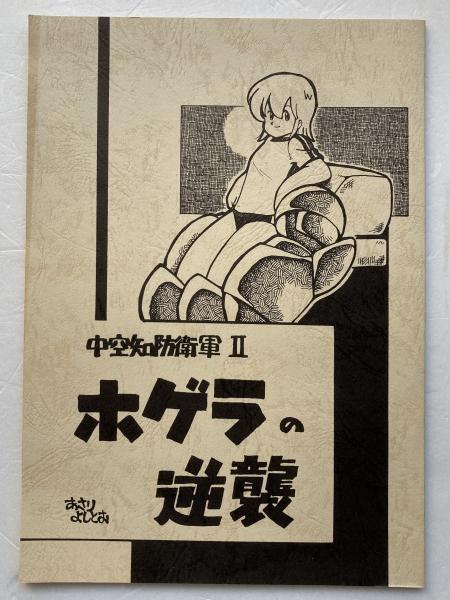 中空知防衛軍 II
ホゲラの
逆襲
あさり
よしとお